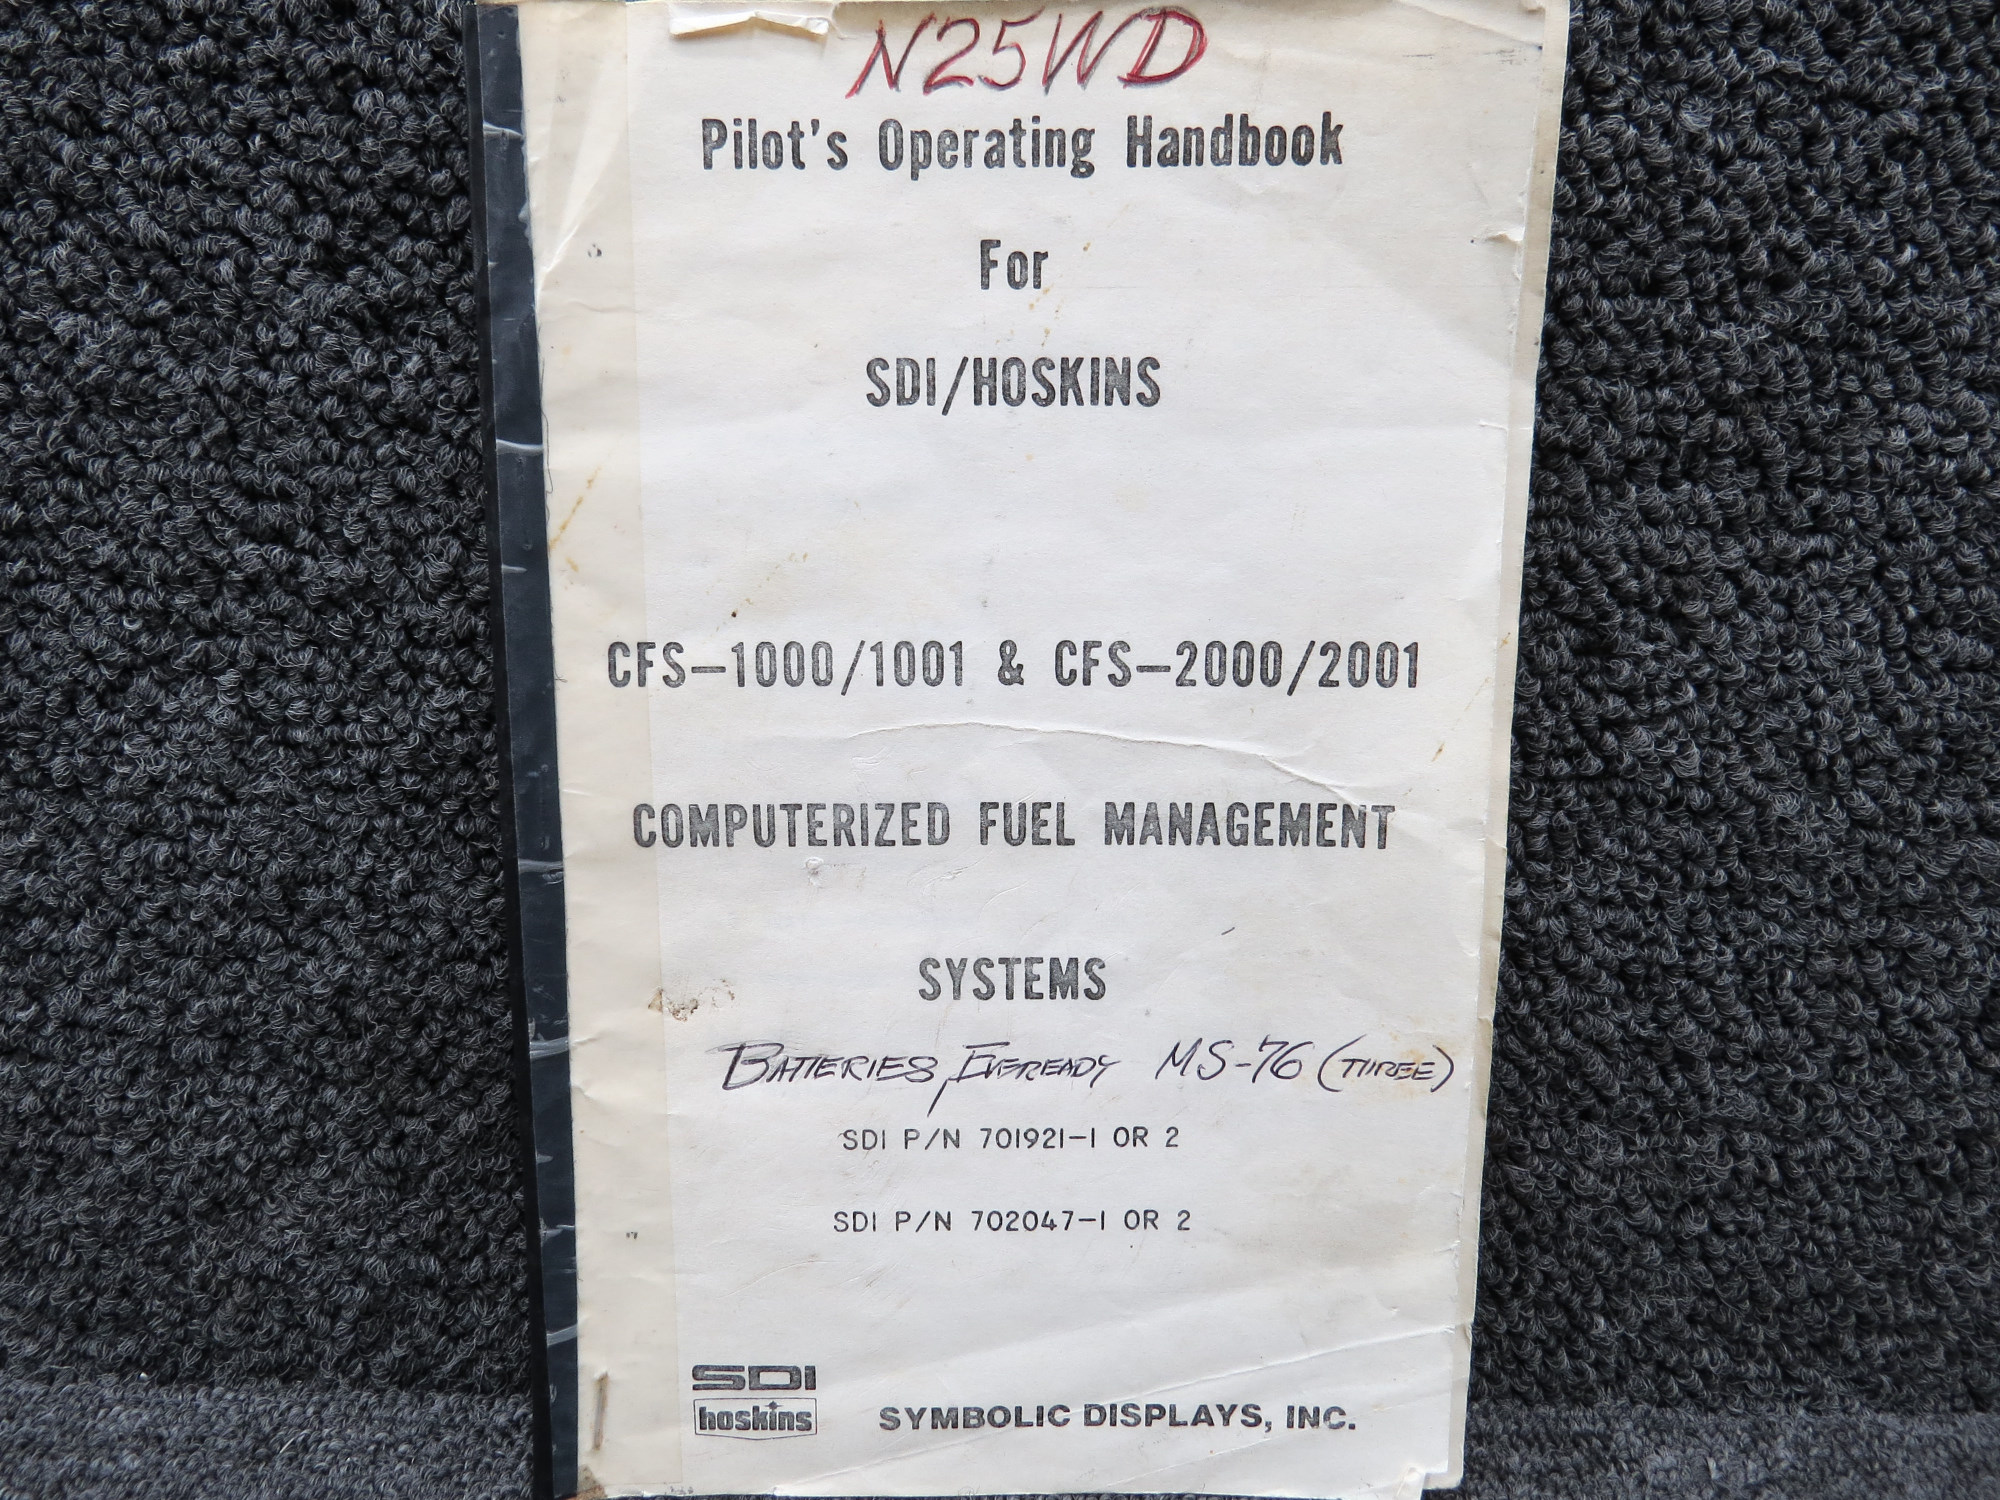 N25WD
Pilot's Operating Handbook
For
SDI/HOSKINS
CFS-1000/1001 & CFS-2000/2001
COMPUTERIZED FUEL MANAGEMENT
SYSTEMS
BATTERIES, EVEREADY MS-76 (THREE)
SDI P/N 701921-1 OR 2
SDI P/N 702047-1 OR 2
SDI
hoskins
SYMBOLIC DISPLAYS, INC.